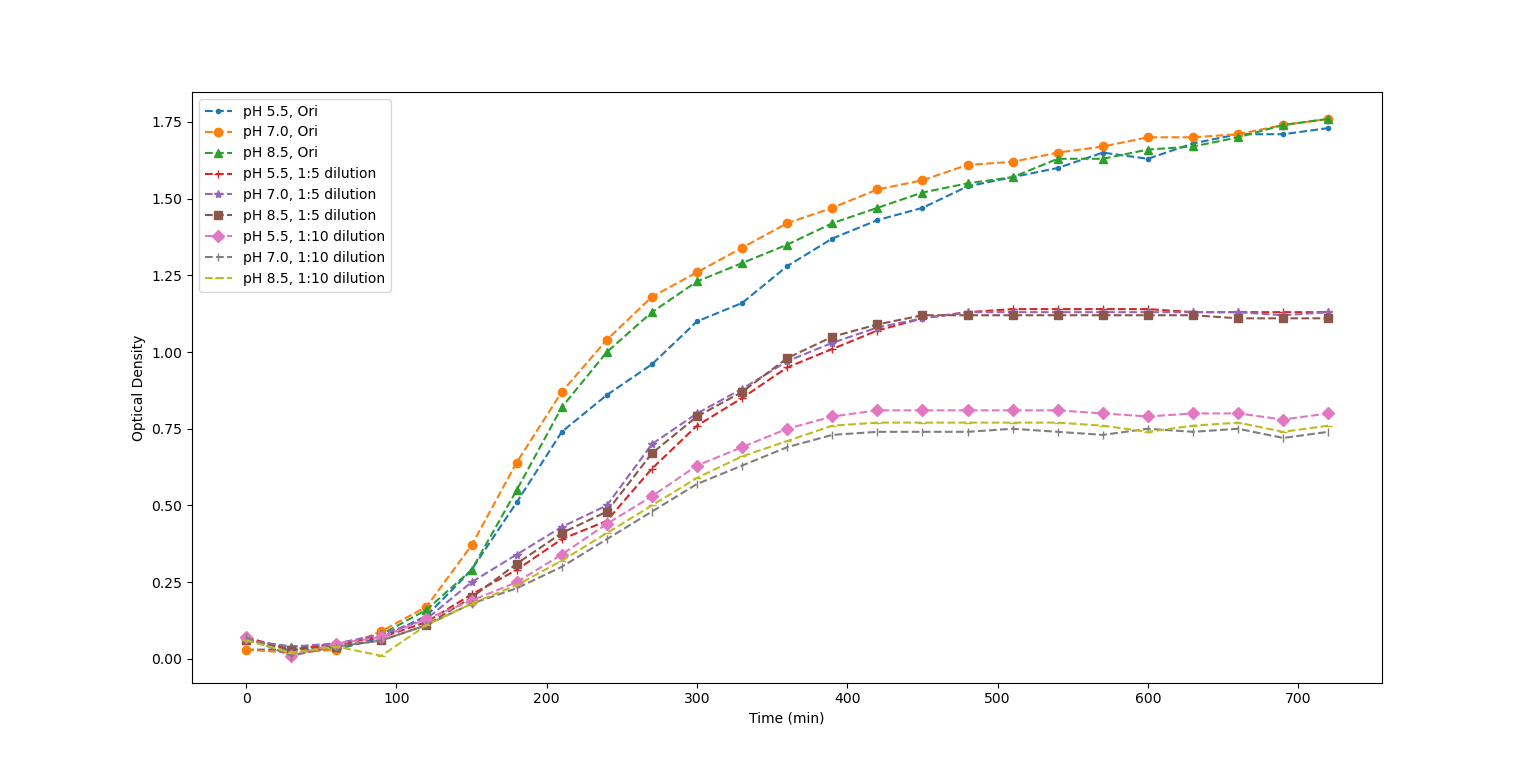 pH 5.5, Ori
pH 7.0, Ori
pH 8.5, Ori
pH 5.5, 1:5 dilution
pH 7.0, 1:5 dilution
pH 8.5, 1:5 dilution
pH 5.5, 1:10 dilution
pH 7.0, 1:10 dilution
pH 8.5, 1:10 dilution
1.75
1.50
1.25
1.00
0.75
0.50
0.25
0.00
Optical Density
0 100 200 300 400 500 600 700
Time (min)